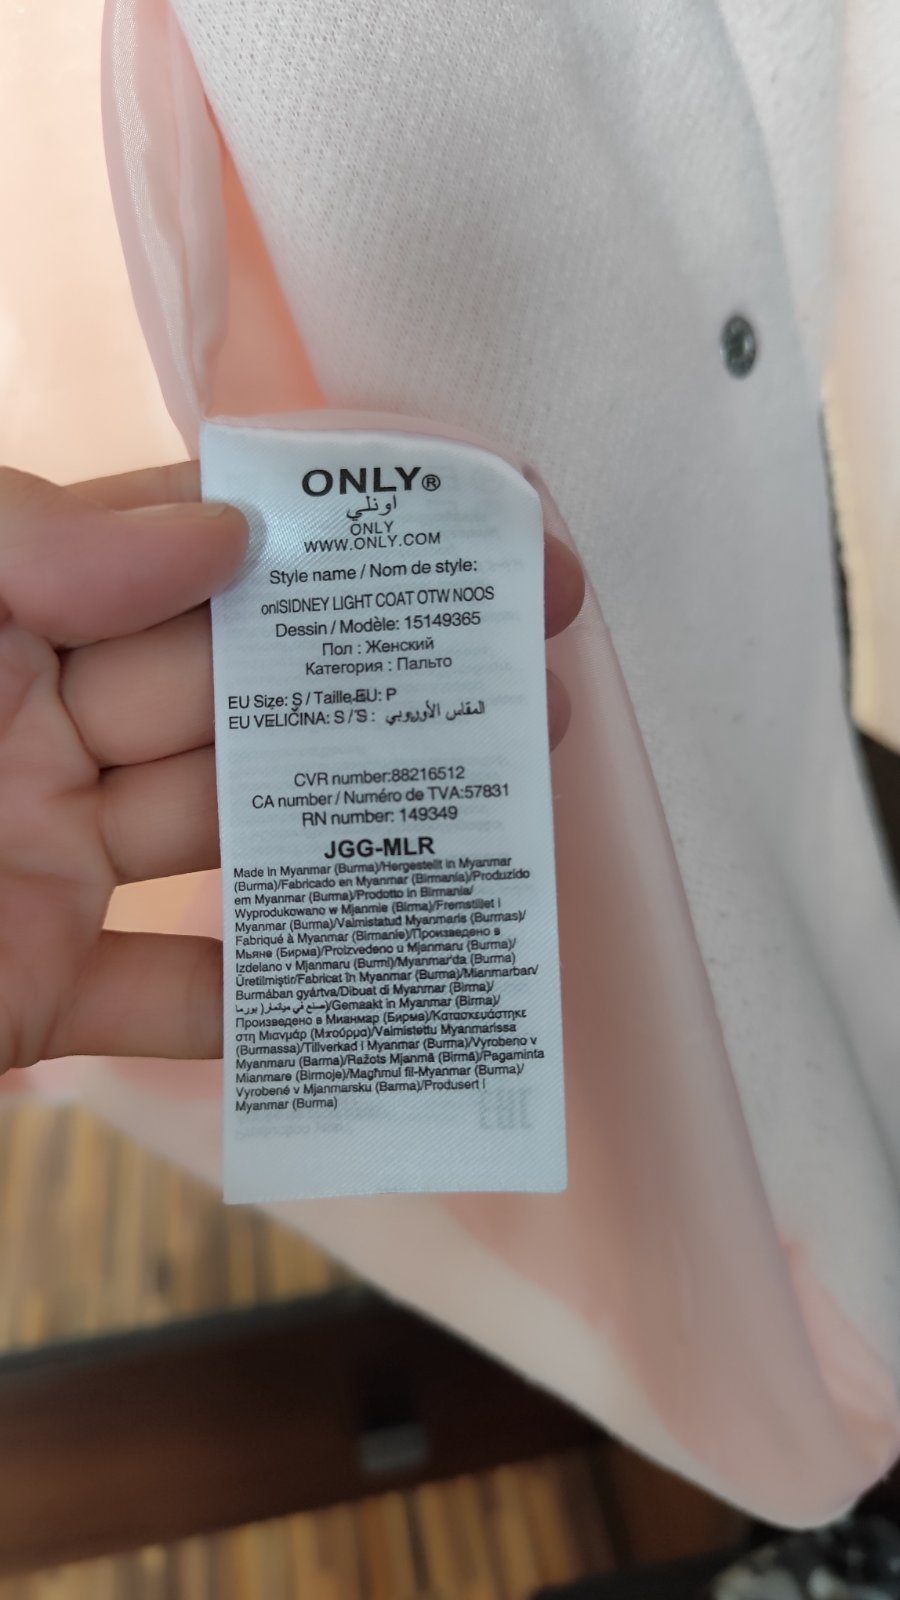 ONLY®
اونلي
ONLY
WWW.ONLY.COM
Style name / Nom de style:
onlSIDNEY LIGHT COAT OTW NOOS
Dessin / Modèle: 15149365
Пол : Женский
Категория : Пальто
EU Size: S / Taille EU: P
EU VELIČINA: S / S : المقاس الأوروبي
CVR number:88216512
CA number / Numéro de TVA:57831
RN number: 149349
JGG-MLR
Made In Myanmar (Burma)/Hergestellt in Myanmar
(Burma)/Fabricado en Myanmar (Birmania)/Produzido
em Myanmar (Burma)/Prodotto in Birmania/
Wyprodukowano w Mjanmie (Birma)/Fremstillet i
Myanmar (Burma)/Valmistatud Myanmaris (Burmas)/
Fabriqué à Myanmar (Birmanie)/Произведено в
Мьяне (Бирма)/Proizvedeno u Mjanmaru (Burma)/
Izdelano v Mjanmaru (Burmi)/Myanmar'da (Burma)
Üretilmiştir/Fabricat în Myanmar (Burma)/Mianmarban/
Burmában gyártva/Dibuat di Myanmar (Birma)/
صنع في ميانمار( بورما)/Gemaakt in Myanmar (Birma)/
Произведено в Мианмар (Бирма)/Κατασκευάστηκε
στη Μιανμάρ (Μπούρμα)/Valmistettu Myanmarissa
(Burmassa)/Tillverkad i Myanmar (Burma)/Vyrobeno v
Myanmaru (Barma)/Ražots Mjanmā (Birmā)/Pagaminta
Mianmare (Birmoje)/Magħmul fil-Myanmar (Burma)/
Vyrobené v Mjanmarsku (Barma)/Produsert i
Myanmar (Burma)